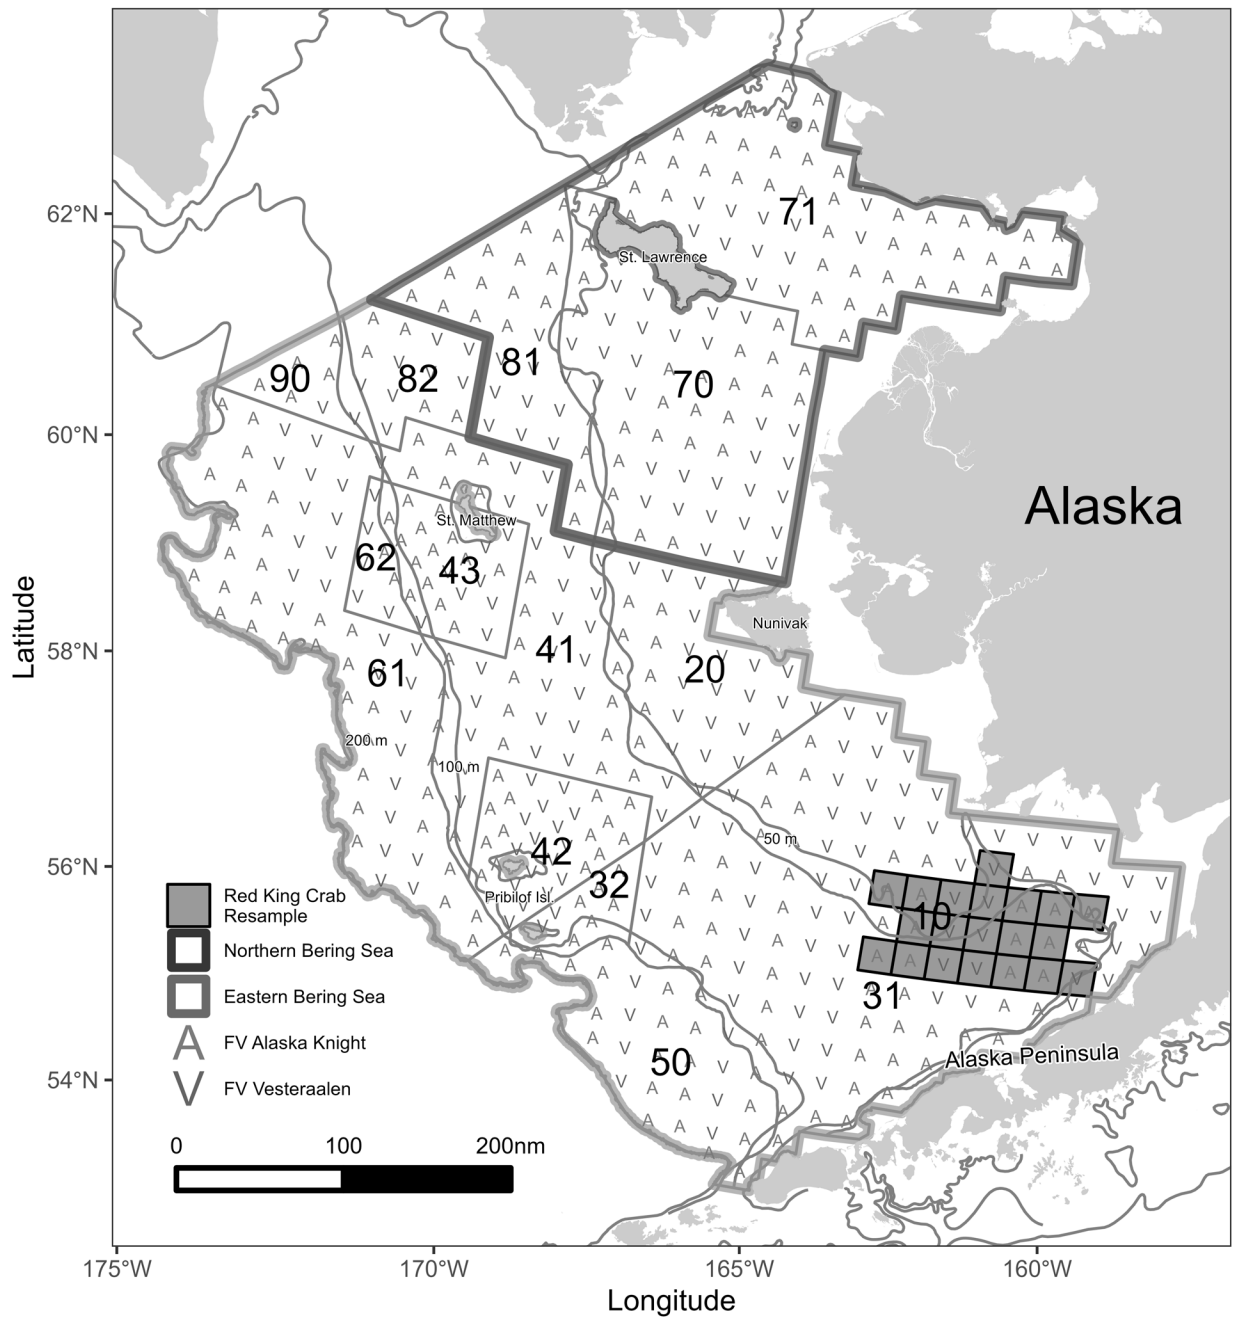 71
St. Lawrence
62°N
90
82
81
70
60°N
Alaska
St. Matthew
62
43
Nunivak
58°N
61
41
20
200 m
100 m
50 m
42
56°N
32
Pribilof Isl.
10
Red King Crab
Resample
Northern Bering Sea
Eastern Bering Sea
31
A FV Alaska Knight
V FV Vesteraalen
50
Alaska Peninsula
54°N
0 100 200nm
175°W 170°W 165°W 160°W
Longitude
Latitude